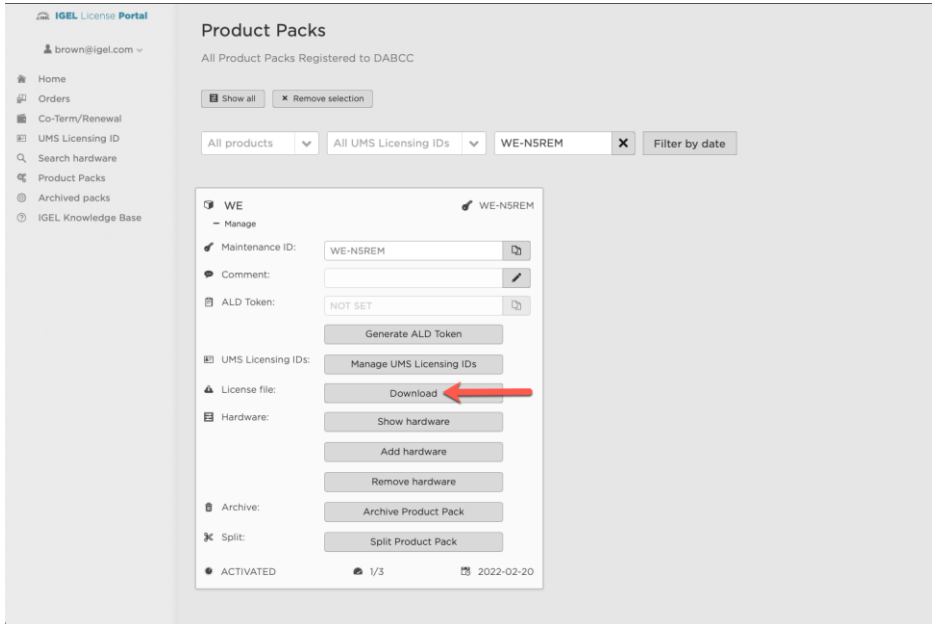 IGEL License Portal
brown@igel.com
Home
Orders
Co-Term/Renewal
UMS Licensing ID
Search hardware
Product Packs
Archived packs
IGEL Knowledge Base
Product Packs
All Product Packs Registered to DABCC
Show all
Remove selection
All products
All UMS Licensing IDs
WE-N5REM
Filter by date
WE
WE-N5REM
Manage
Maintenance ID:
WE-N5REM
Comment:
ALD Token:
NOT SET
Generate ALD Token
UMS Licensing IDs:
Manage UMS Licensing IDs
License file:
Download
Hardware:
Show hardware
Add hardware
Remove hardware
Archive:
Archive Product Pack
Split:
Split Product Pack
ACTIVATED
1/3
2022-02-20